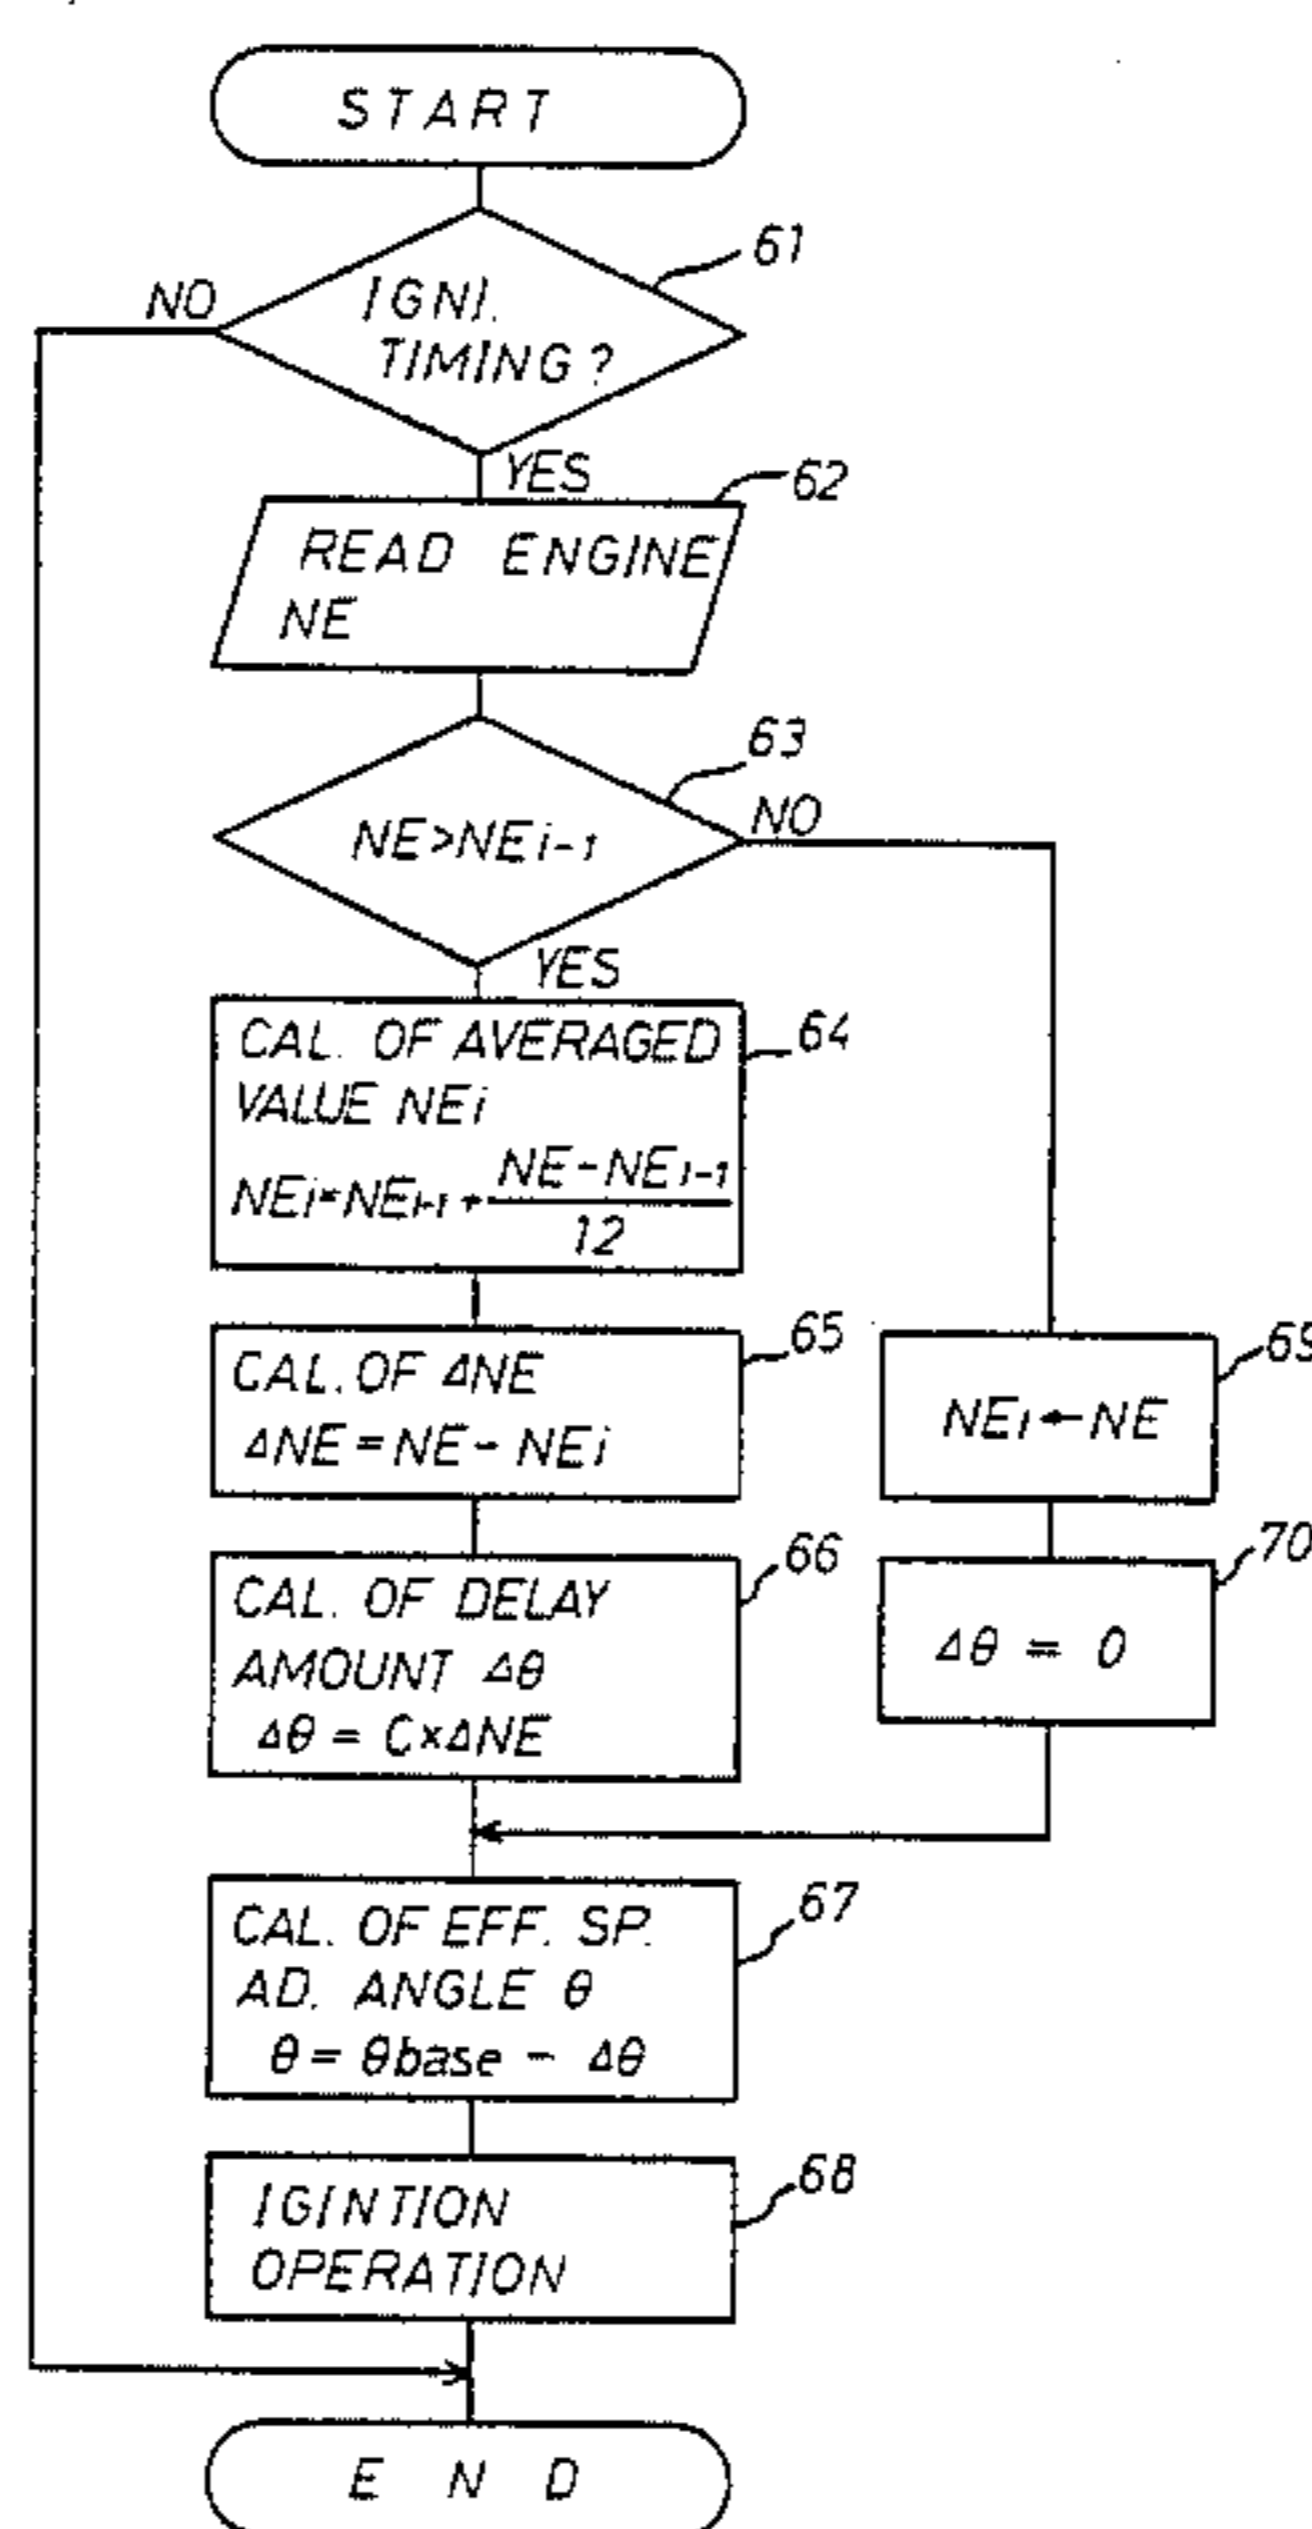 START
61
NO
IGNI.
TIMING?
YES
62
READ ENGINE
NE
63
NE>NEi-1
NO
YES
64
CAL. OF AVERAGED
VALUE NEi
NEi=NEi-1+NE-NEi-1/12
65
CAL. OF ΔNE
ΔNE=NE-NEi
69
NEi←NE
66
CAL. OF DELAY
AMOUNT Δθ
Δθ = C×ΔNE
70
Δθ = 0
67
CAL. OF EFF. SP.
AD. ANGLE θ
θ = θbase - Δθ
68
IGINTION
OPERATION
END